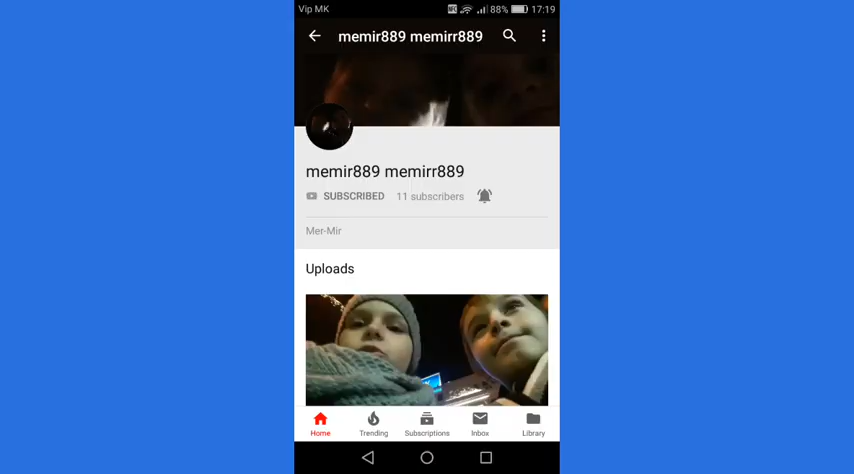 Vip MK
88% 17:19
memir889 memirr889
memir889 memirr889
SUBSCRIBED 11 subscribers
Mer-Mir
Uploads
Home Trending Subscriptions Inbox Library